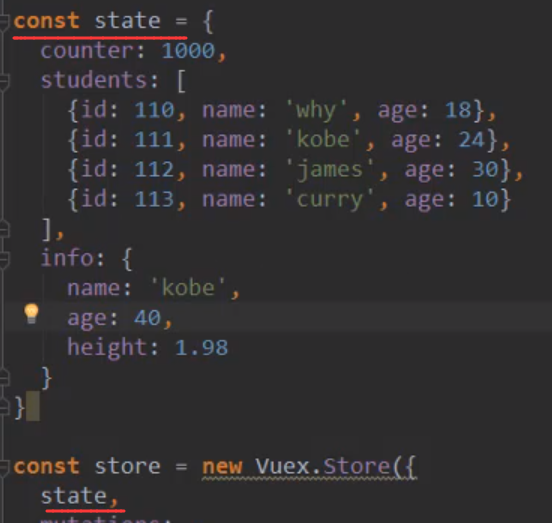 const state = {
counter: 1000,
students: [
{id: 110, name: 'why', age: 18},
{id: 111, name: 'kobe', age: 24},
{id: 112, name: 'james', age: 30},
{id: 113, name: 'curry', age: 10}
],
info: {
name: 'kobe',
age: 40,
height: 1.98
}
}
const store = new Vuex.Store({
state,
mutations: